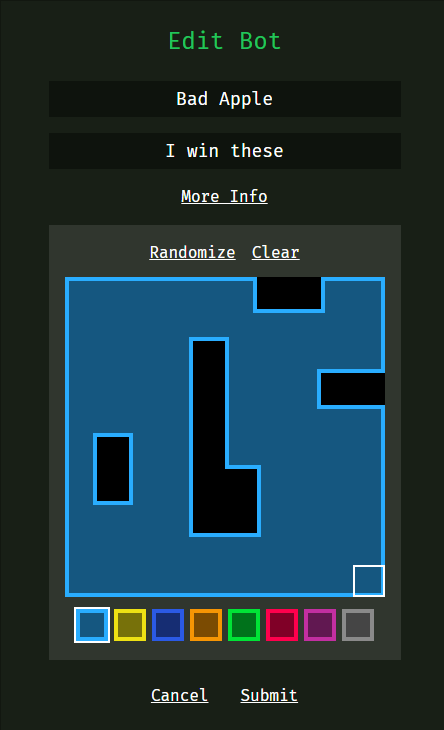 Edit Bot
Bad Apple
I win these
More Info
Randomize Clear
Cancel Submit